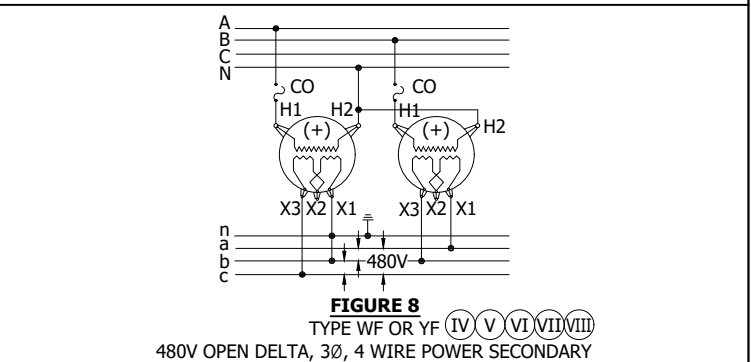 A
B
C
N
CO CO
H1 H2 H1 H2
(+) (+)
X3 X2 X1 X3 X2 X1
n
a
b 480V
c
FIGURE 8
TYPE WF OR YF IV V VI VII VIII
480V OPEN DELTA, 3Ø, 4 WIRE POWER SECONDARY